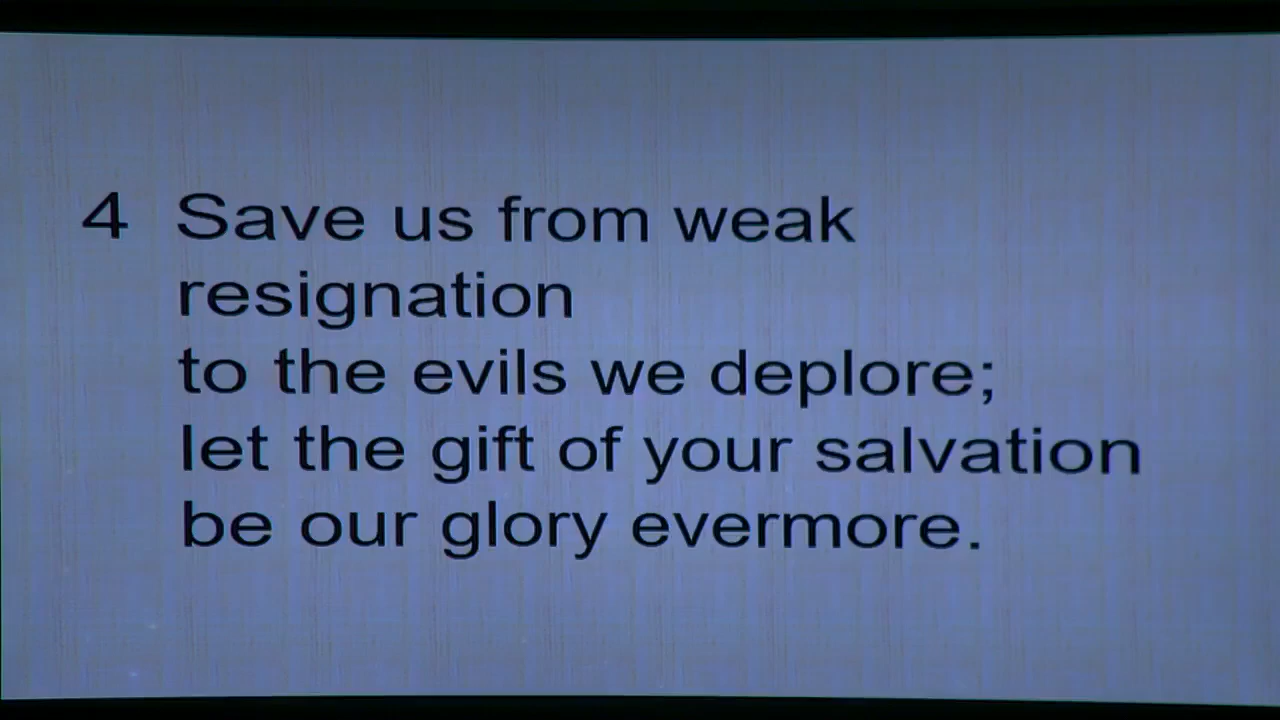 4 Save us from weak
resignation
to the evils we deplore;
let the gift of your salvation
be our glory evermore.